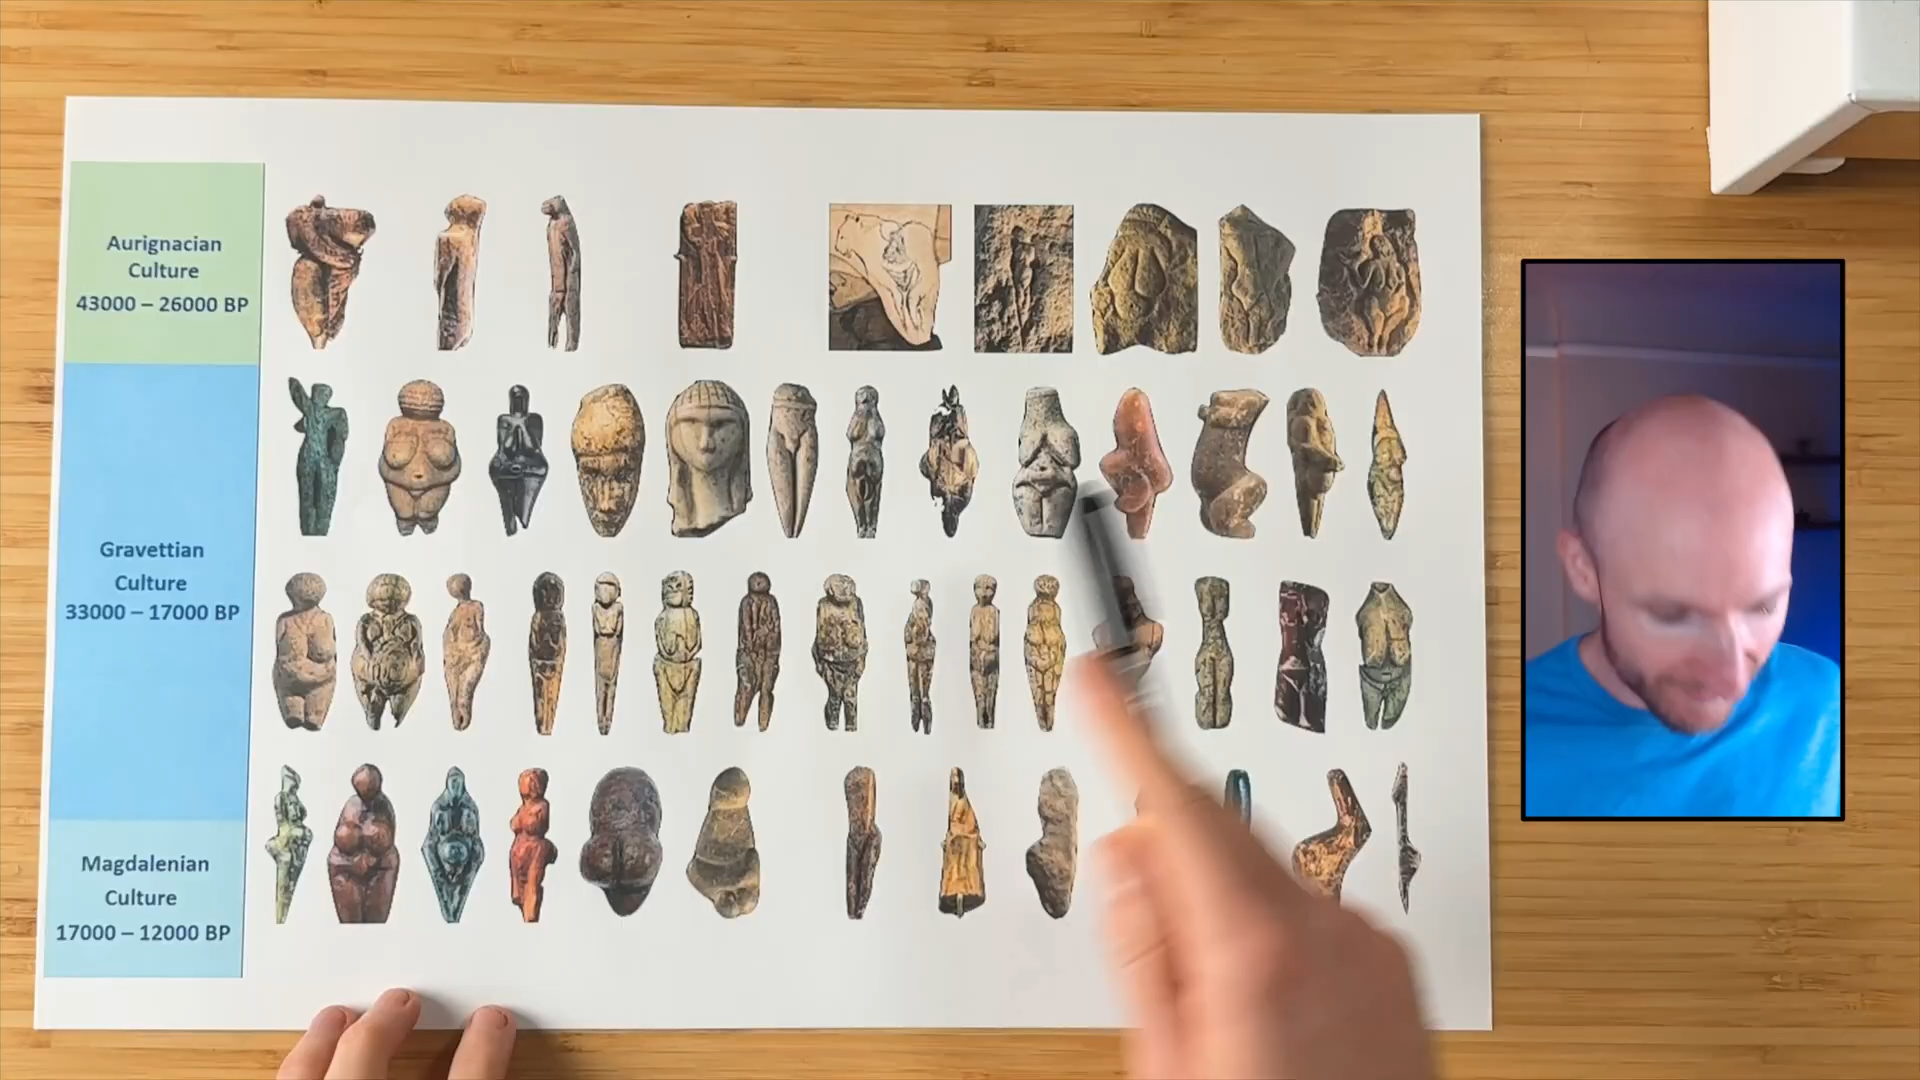 Aurignacian
Culture
43000 – 26000 BP
Gravettian
Culture
33000 – 17000 BP
Magdalenian
Culture
17000 – 12000 BP